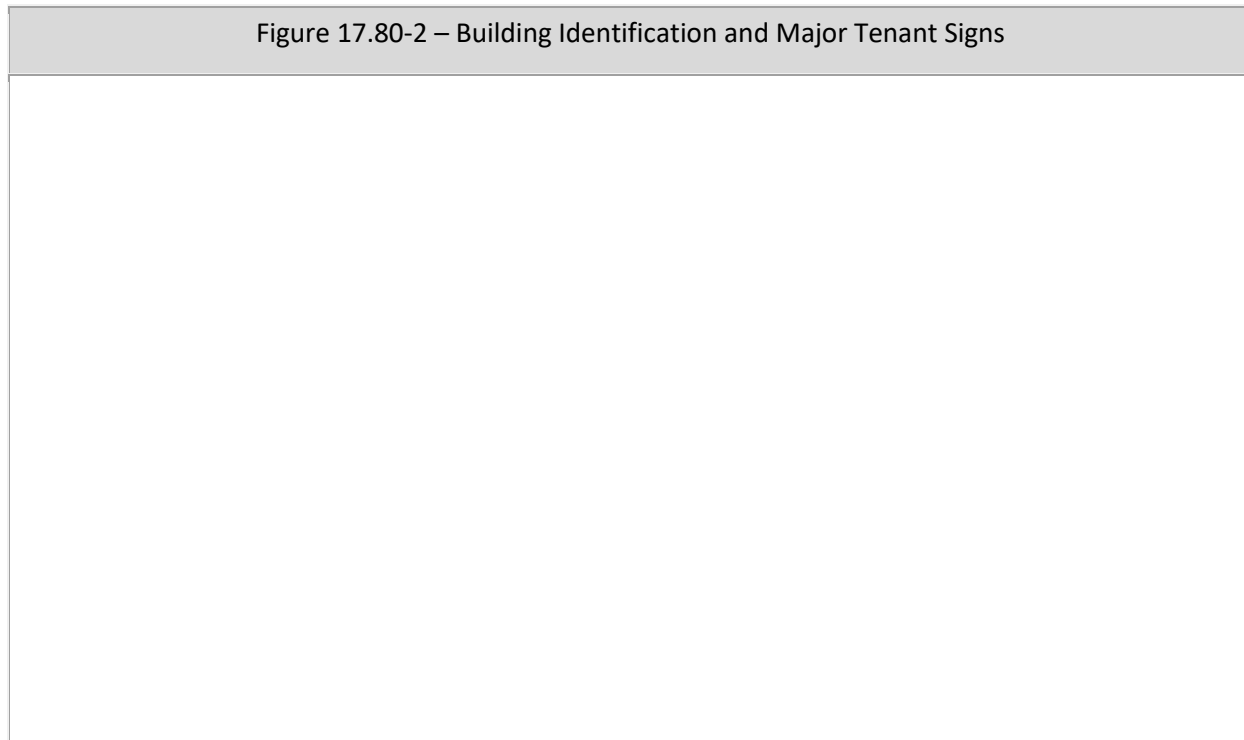 Figure 17.80-2 – Building Identification and Major Tenant Signs